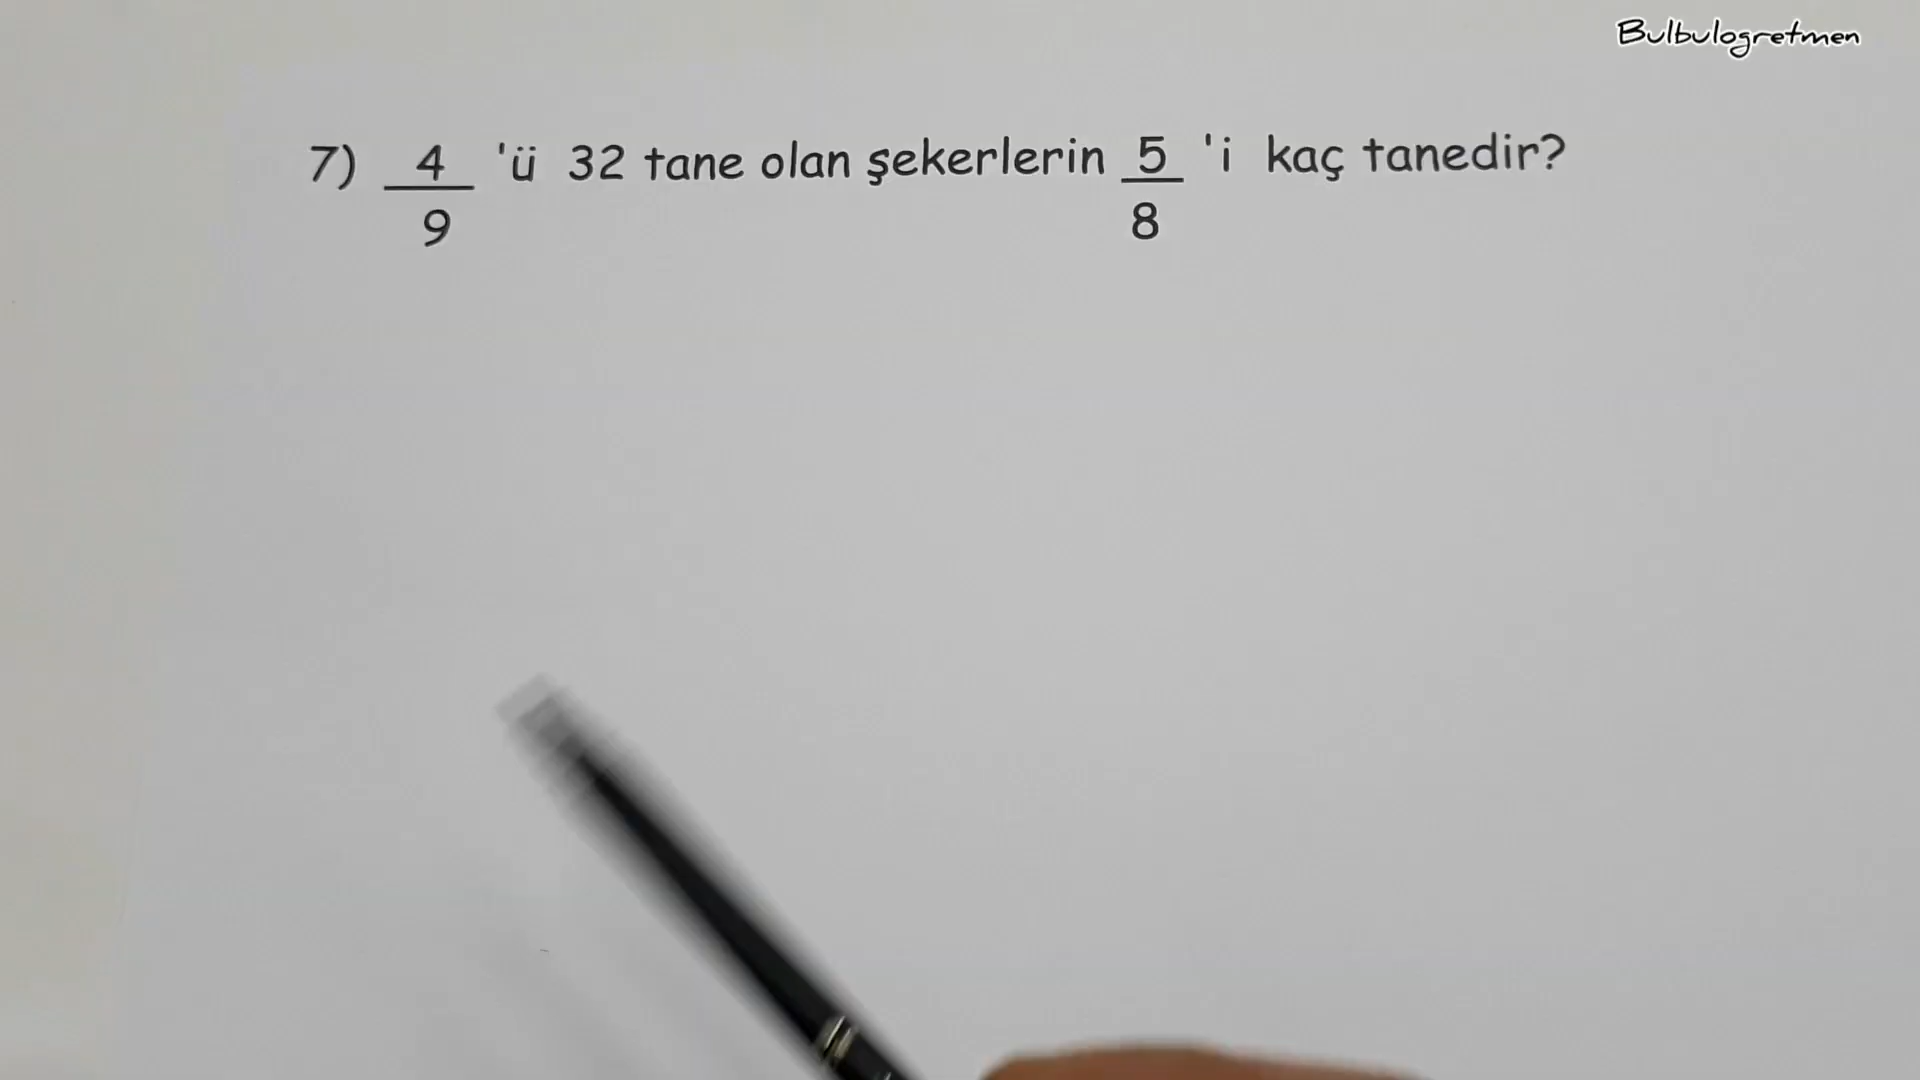 Bulbulogretmen
7) 4/9 'ü 32 tane olan şekerlerin 5/8 'i kaç tanedir?